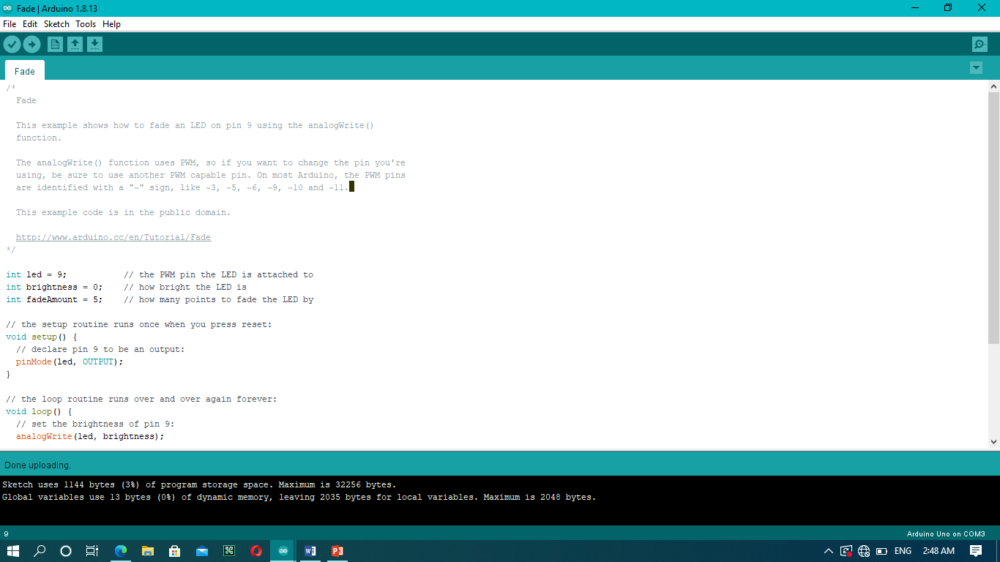 Fade | Arduino 1.8.13
File Edit Sketch Tools Help
Fade
/*
  Fade

  This example shows how to fade an LED on pin 9 using the analogWrite()
  function.

  The analogWrite() function uses PWM, so if you want to change the pin you're
  using, be sure to use another PWM capable pin. On most Arduino, the PWM pins
  are identified with a "~" sign, like ~3, ~5, ~6, ~9, ~10 and ~11.

  This example code is in the public domain.

  http://www.arduino.cc/en/Tutorial/Fade
*/

int led = 9;           // the PWM pin the LED is attached to
int brightness = 0;    // how bright the LED is
int fadeAmount = 5;    // how many points to fade the LED by

// the setup routine runs once when you press reset:
void setup() {
  // declare pin 9 to be an output:
  pinMode(led, OUTPUT);
}

// the loop routine runs over and over again forever:
void loop() {
  // set the brightness of pin 9:
  analogWrite(led, brightness);
Done uploading.
Sketch uses 1144 bytes (3%) of program storage space. Maximum is 32256 bytes.
Global variables use 13 bytes (0%) of dynamic memory, leaving 2035 bytes for local variables. Maximum is 2048 bytes.
9 Arduino Uno on COM3
ENG 2:48 AM